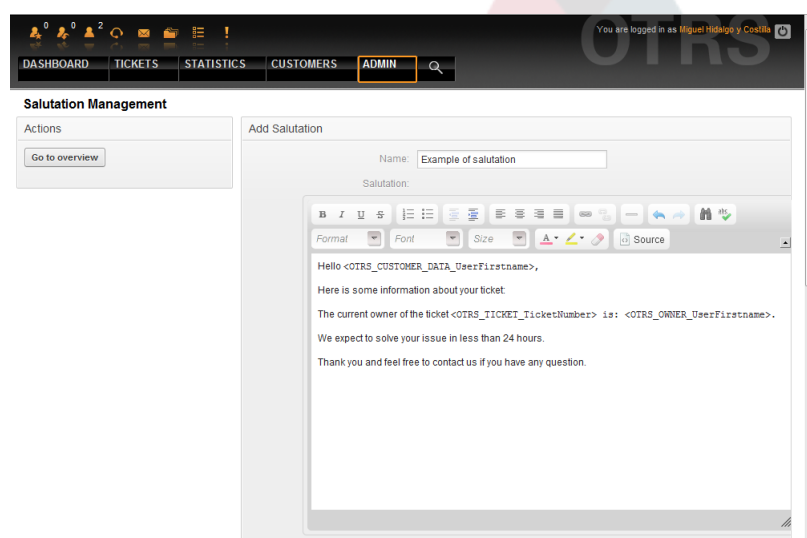 0 0 2
You are logged in as Miguel Hidalgo y Costilla
OTRS
DASHBOARD TICKETS STATISTICS CUSTOMERS ADMIN
Salutation Management
Actions
Go to overview
Add Salutation
Name: Example of salutation
Salutation:
B I U S
Format Font Size A Source
Hello <OTRS_CUSTOMER_DATA_UserFirstname>,
Here is some information about your ticket:
The current owner of the ticket <OTRS_TICKET_TicketNumber> is: <OTRS_OWNER_UserFirstname>.
We expect to solve your issue in less than 24 hours.
Thank you and feel free to contact us if you have any question.